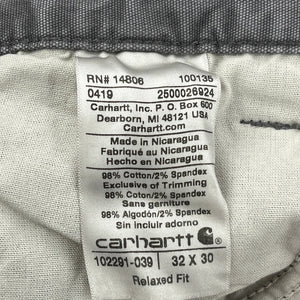 RN# 14806 100135
0419 2500026924
Carhartt, Inc. P. O. Box 600
Dearborn, MI 48121 USA
Carhartt.com
Made in Nicaragua
Fabriqué au Nicaragua
Hecho en Nicaragua
98% Cotton/2% Spandex
Exclusive of Trimming
98% Coton/2% Spandex
Sans garniture
98% Algodón/2% Spandex
Sin incluir adorno
carhartt
102291-039 32 X 30
Relaxed Fit